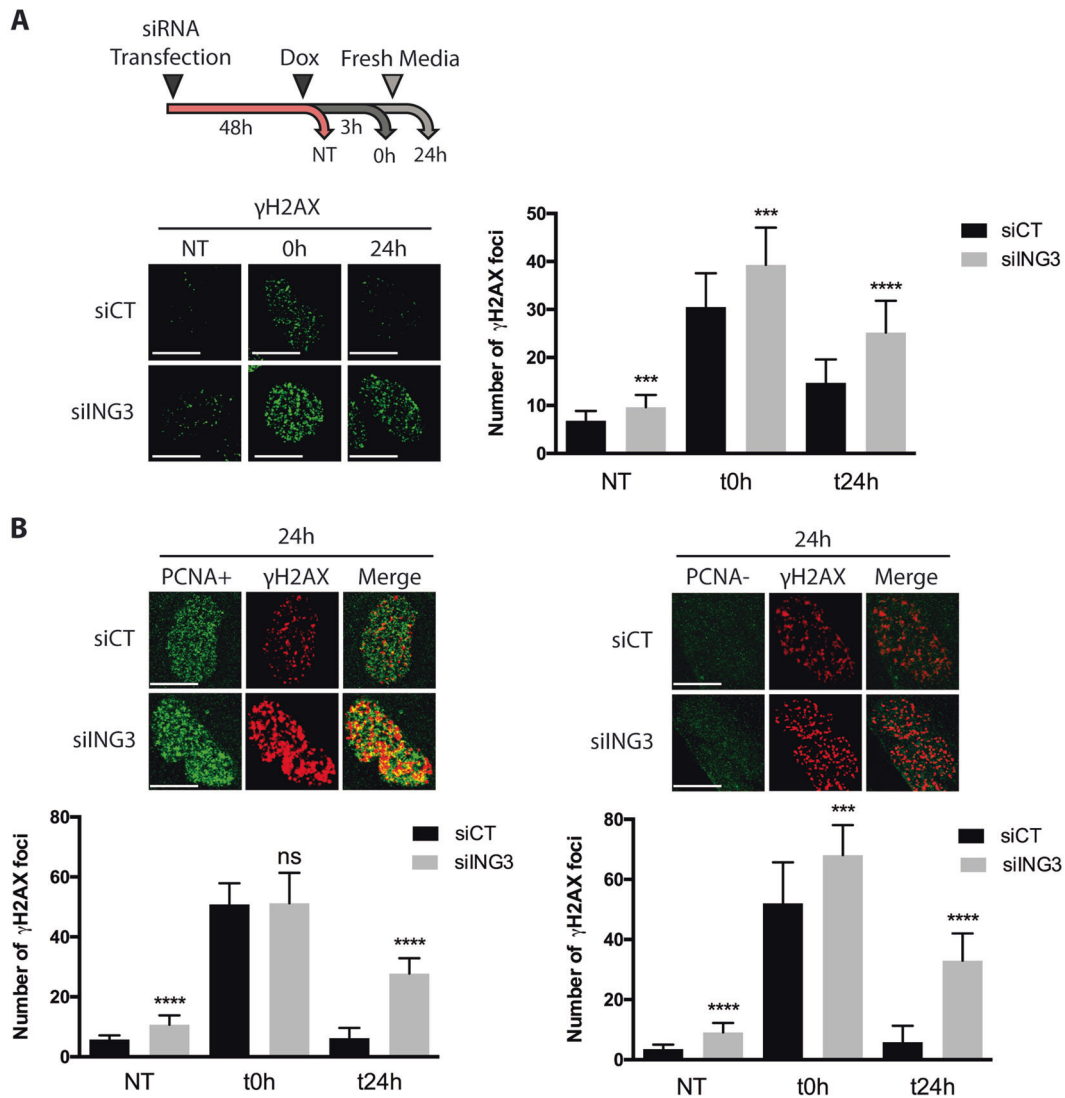 A
siRNA
Transfection
Dox
Fresh Media
48h
3h
NT
0h
24h
γH2AX
NT
0h
24h
siCT
siING3
Number of γH2AX foci
50
40
30
20
10
0
***
***
****
NT
t0h
t24h
siCT
siING3
B
24h
PCNA+
γH2AX
Merge
siCT
siING3
Number of γH2AX foci
80
60
40
20
0
****
ns
****
NT
t0h
t24h
siCT
siING3
24h
PCNA-
γH2AX
Merge
siCT
siING3
Number of γH2AX foci
80
60
40
20
0
****
***
****
NT
t0h
t24h
siCT
siING3